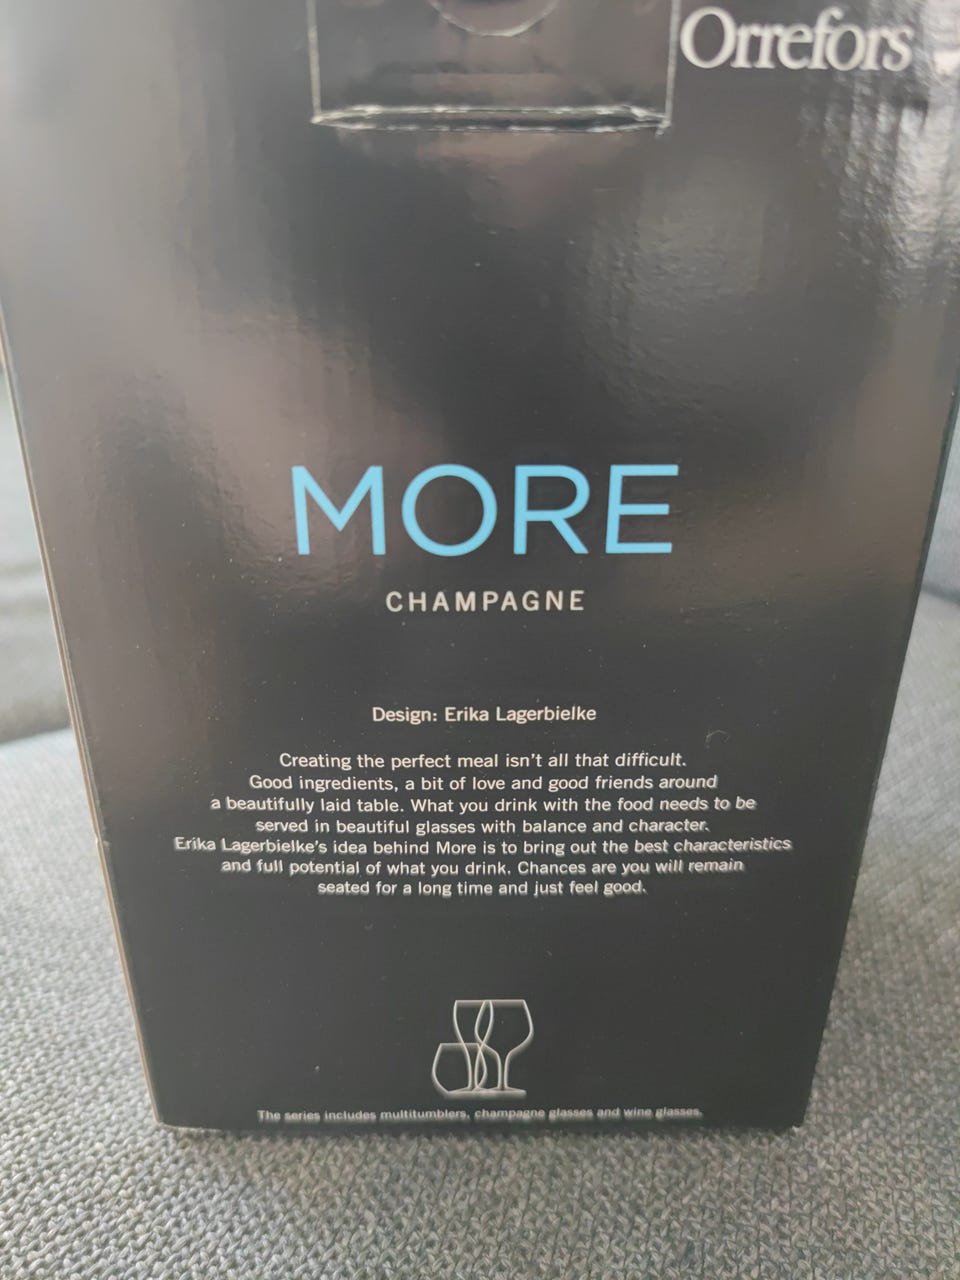 Orrefors
MORE
CHAMPAGNE
Design: Erika Lagerbielke
Creating the perfect meal isn't all that difficult.
Good ingredients, a bit of love and good friends around
a beautifully laid table. What you drink with the food needs to be
served in beautiful glasses with balance and character.
Erika Lagerbielke's idea behind More is to bring out the best characteristics
and full potential of what you drink. Chances are you will remain
seated for a long time and just feel good.
The series includes multitumblers, champagne glasses and wine glasses.